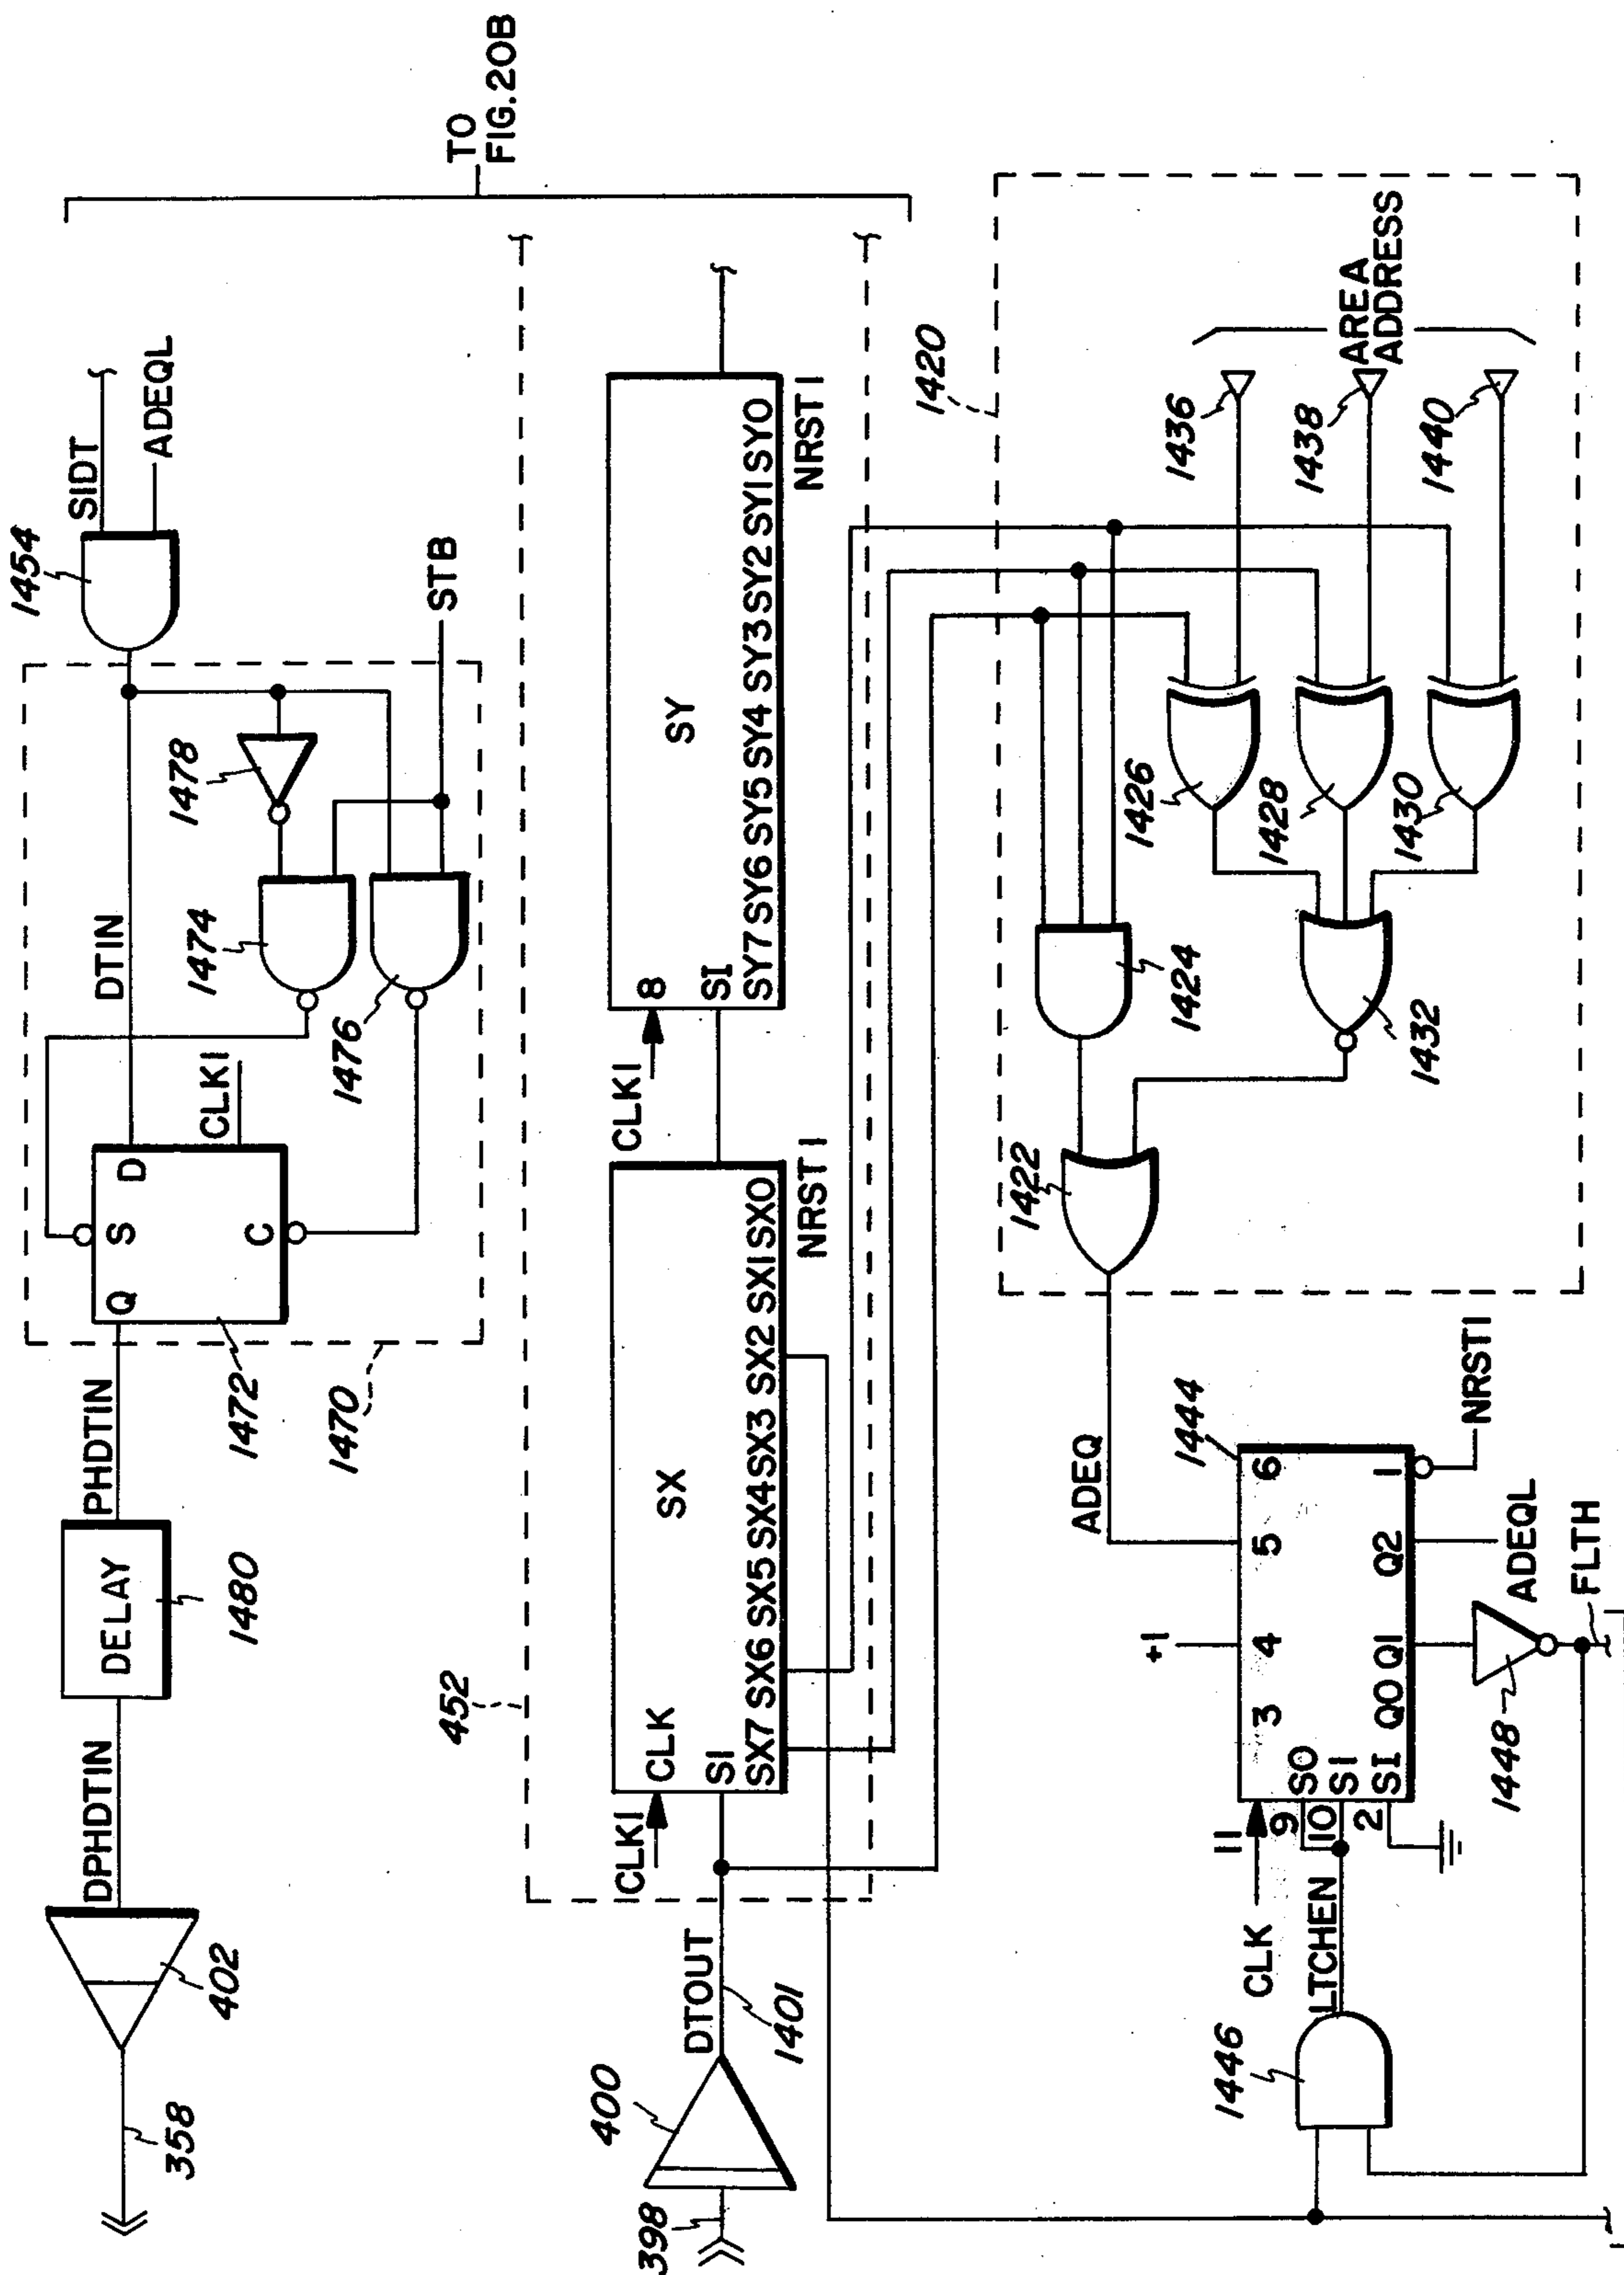 358
402
DPHDTIN
DELAY
1480
PHDTIN
1470
1472
Q
S
D
C
CLK1
DTIN
1474
1476
1478
STB
1454
SIDT
ADEQL
TO
FIG.20B
398
400
DTOUT
1401
452
CLK1
CLK
SI
SX
SX7 SX6 SX5 SX4 SX3 SX2 SX1 SX0
NRST1
CLK1
8
SI
SY
SY7 SY6 SY5 SY4 SY3 SY2 SY1 SY0
NRST1
1420
1422
1424
1426
1428
1430
1432
1436
1438
1440
AREA
ADDRESS
ADEQ
1444
+1
3 4 5 6
CLK
11
9
10
2
S0
S1
SI
Q0 Q1 Q2 1
NRST1
ADEQL
FLTH
1448
LTCHEN
1446